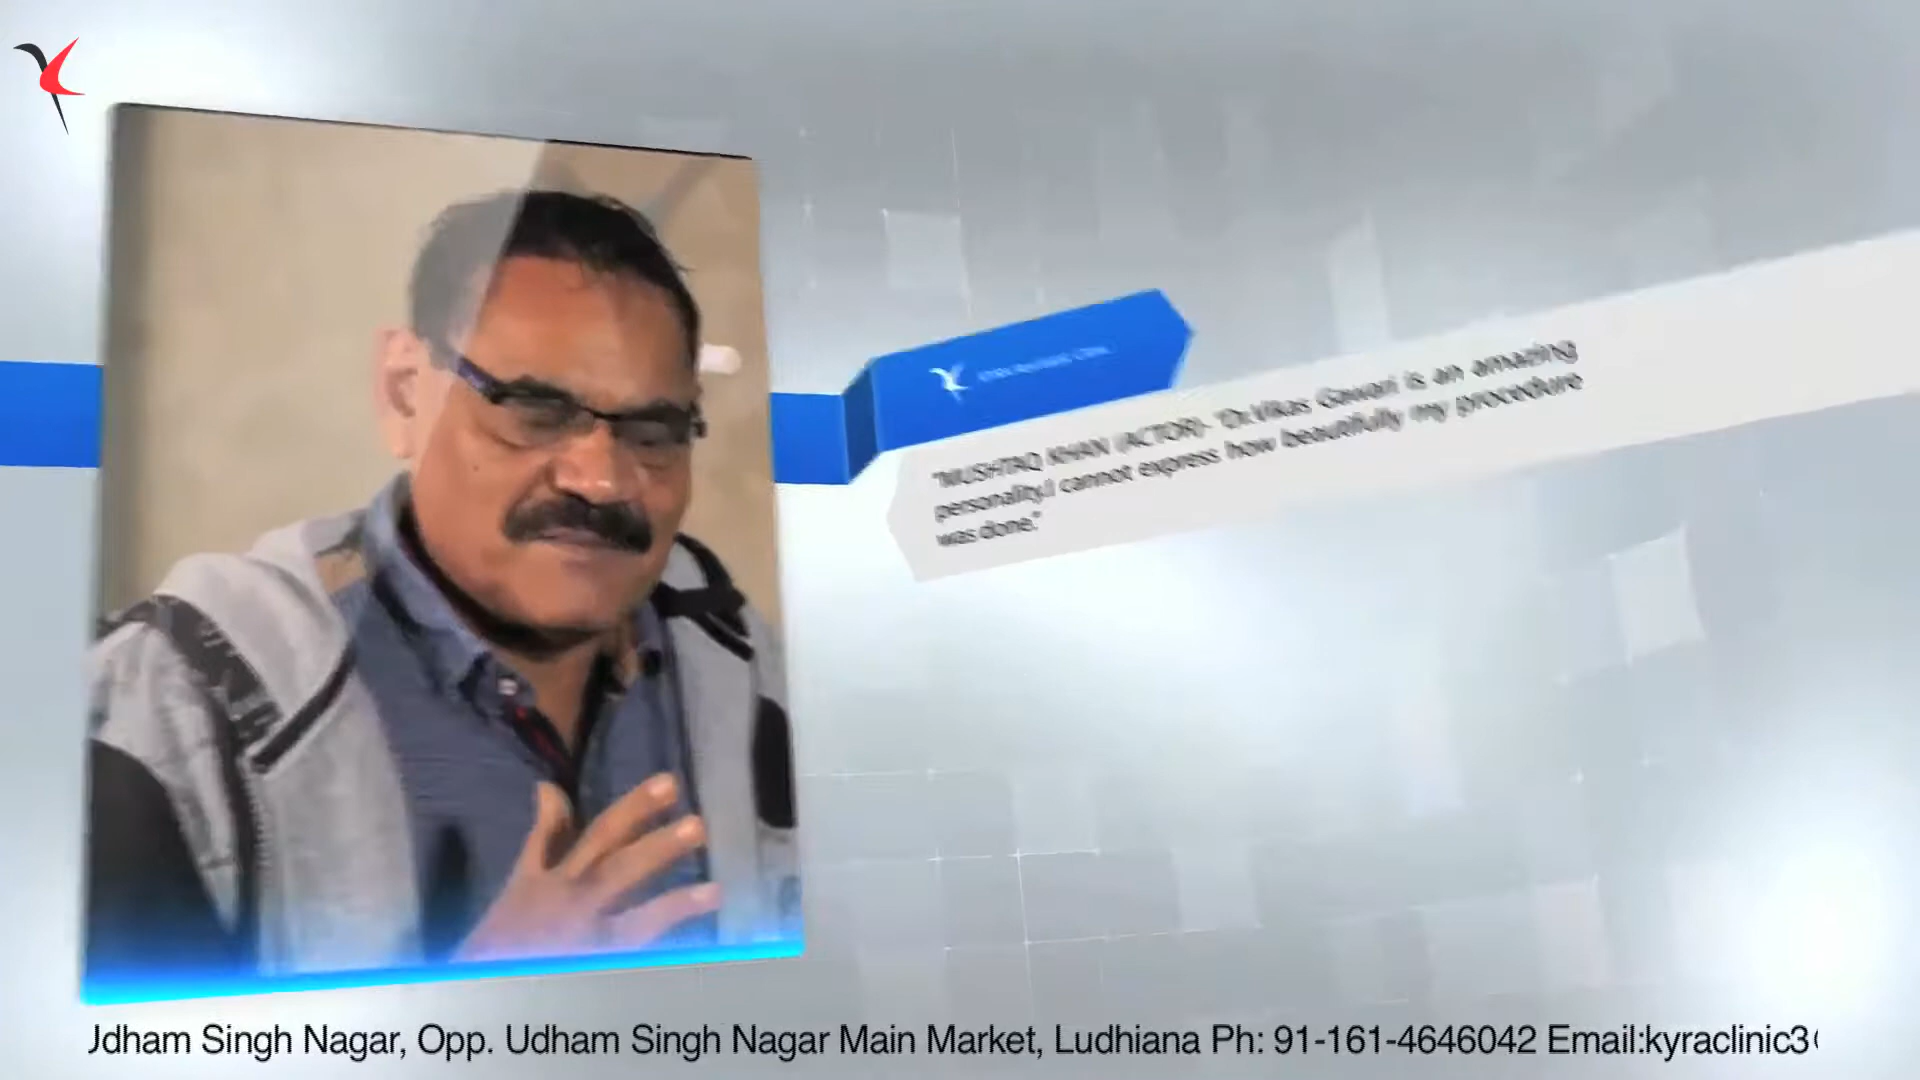 "MUSHTAQ KHAN (ACTOR)- "Dr.Vikas Gawari is an amazing
personality.I cannot express how beautifully my procedure
was done."
Jdham Singh Nagar, Opp. Udham Singh Nagar Main Market, Ludhiana Ph: 91-161-4646042 Email:kyraclinic3